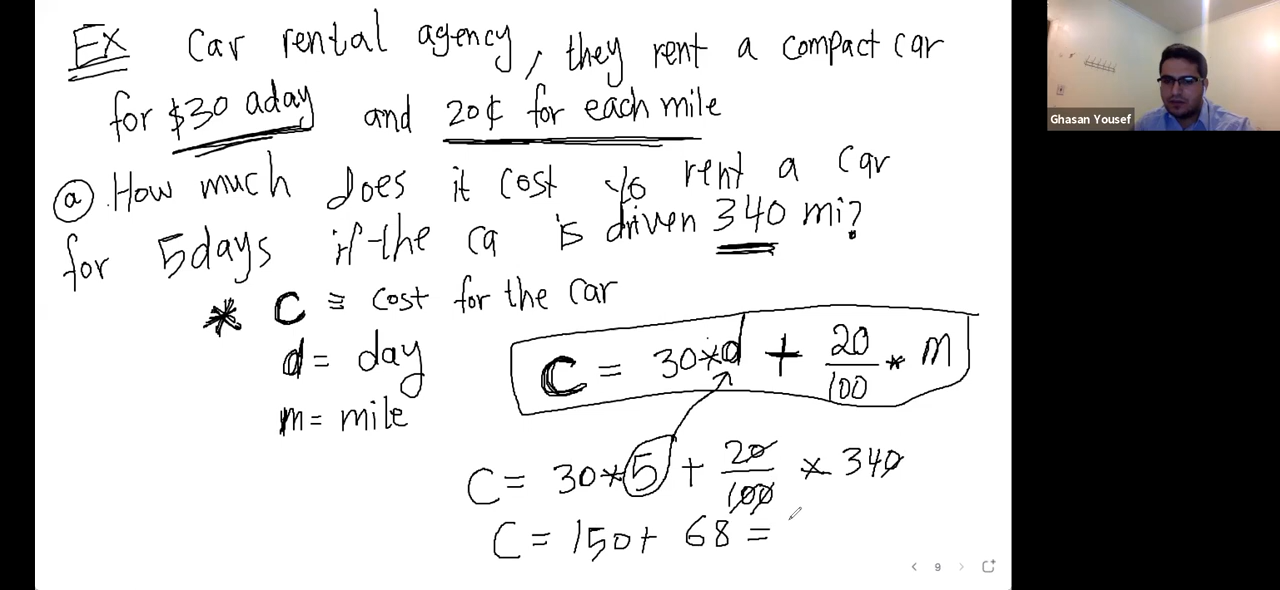 Ex Car rental agency, they rent a compact car
for $30 a day and 20¢ for each mile
ⓐ How much does it cost yo rent a car
for 5 days if the ca is driven 340 mi?
* C ≡ cost for the car
d = day
m = mile
C = 30*d + 20/100 * m
C = 30*5 + 20/100 * 340
C = 150 + 68 =
Ghasan Yousef
< 9 >